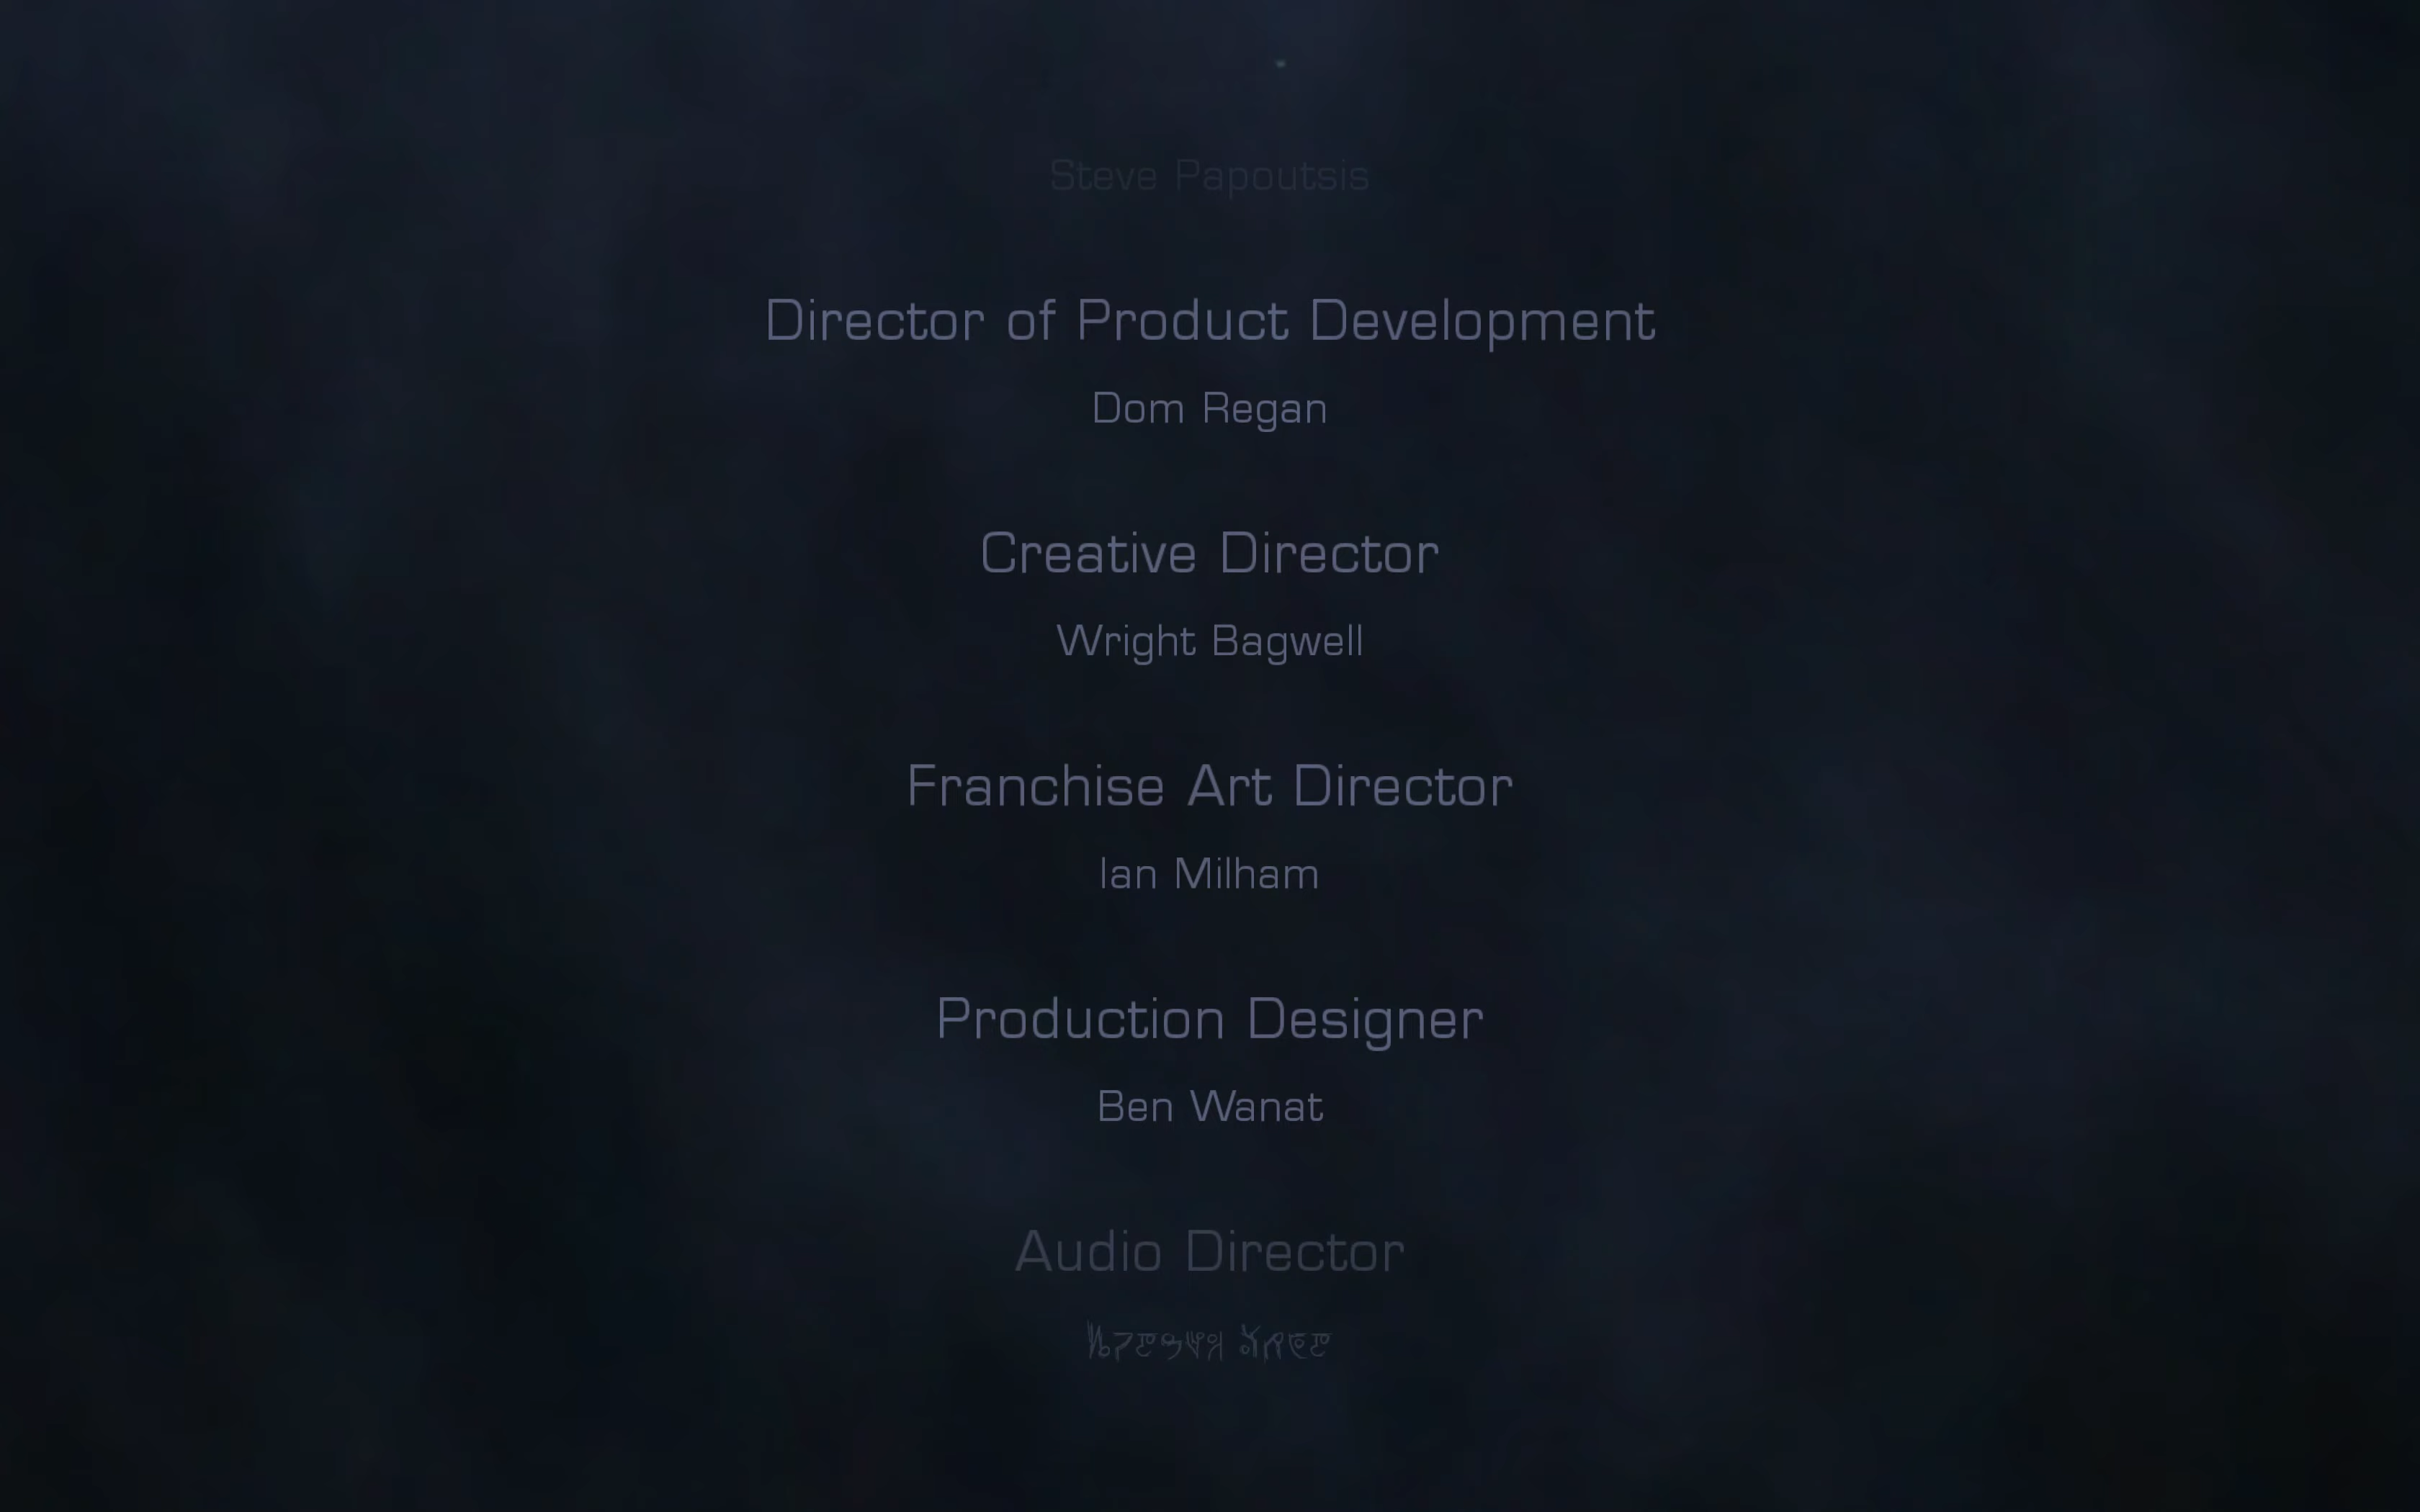 Steve Papoutsis
Director of Product Development
Dom Regan
Creative Director
Wright Bagwell
Franchise Art Director
Ian Milham
Production Designer
Ben Wanat
Audio Director